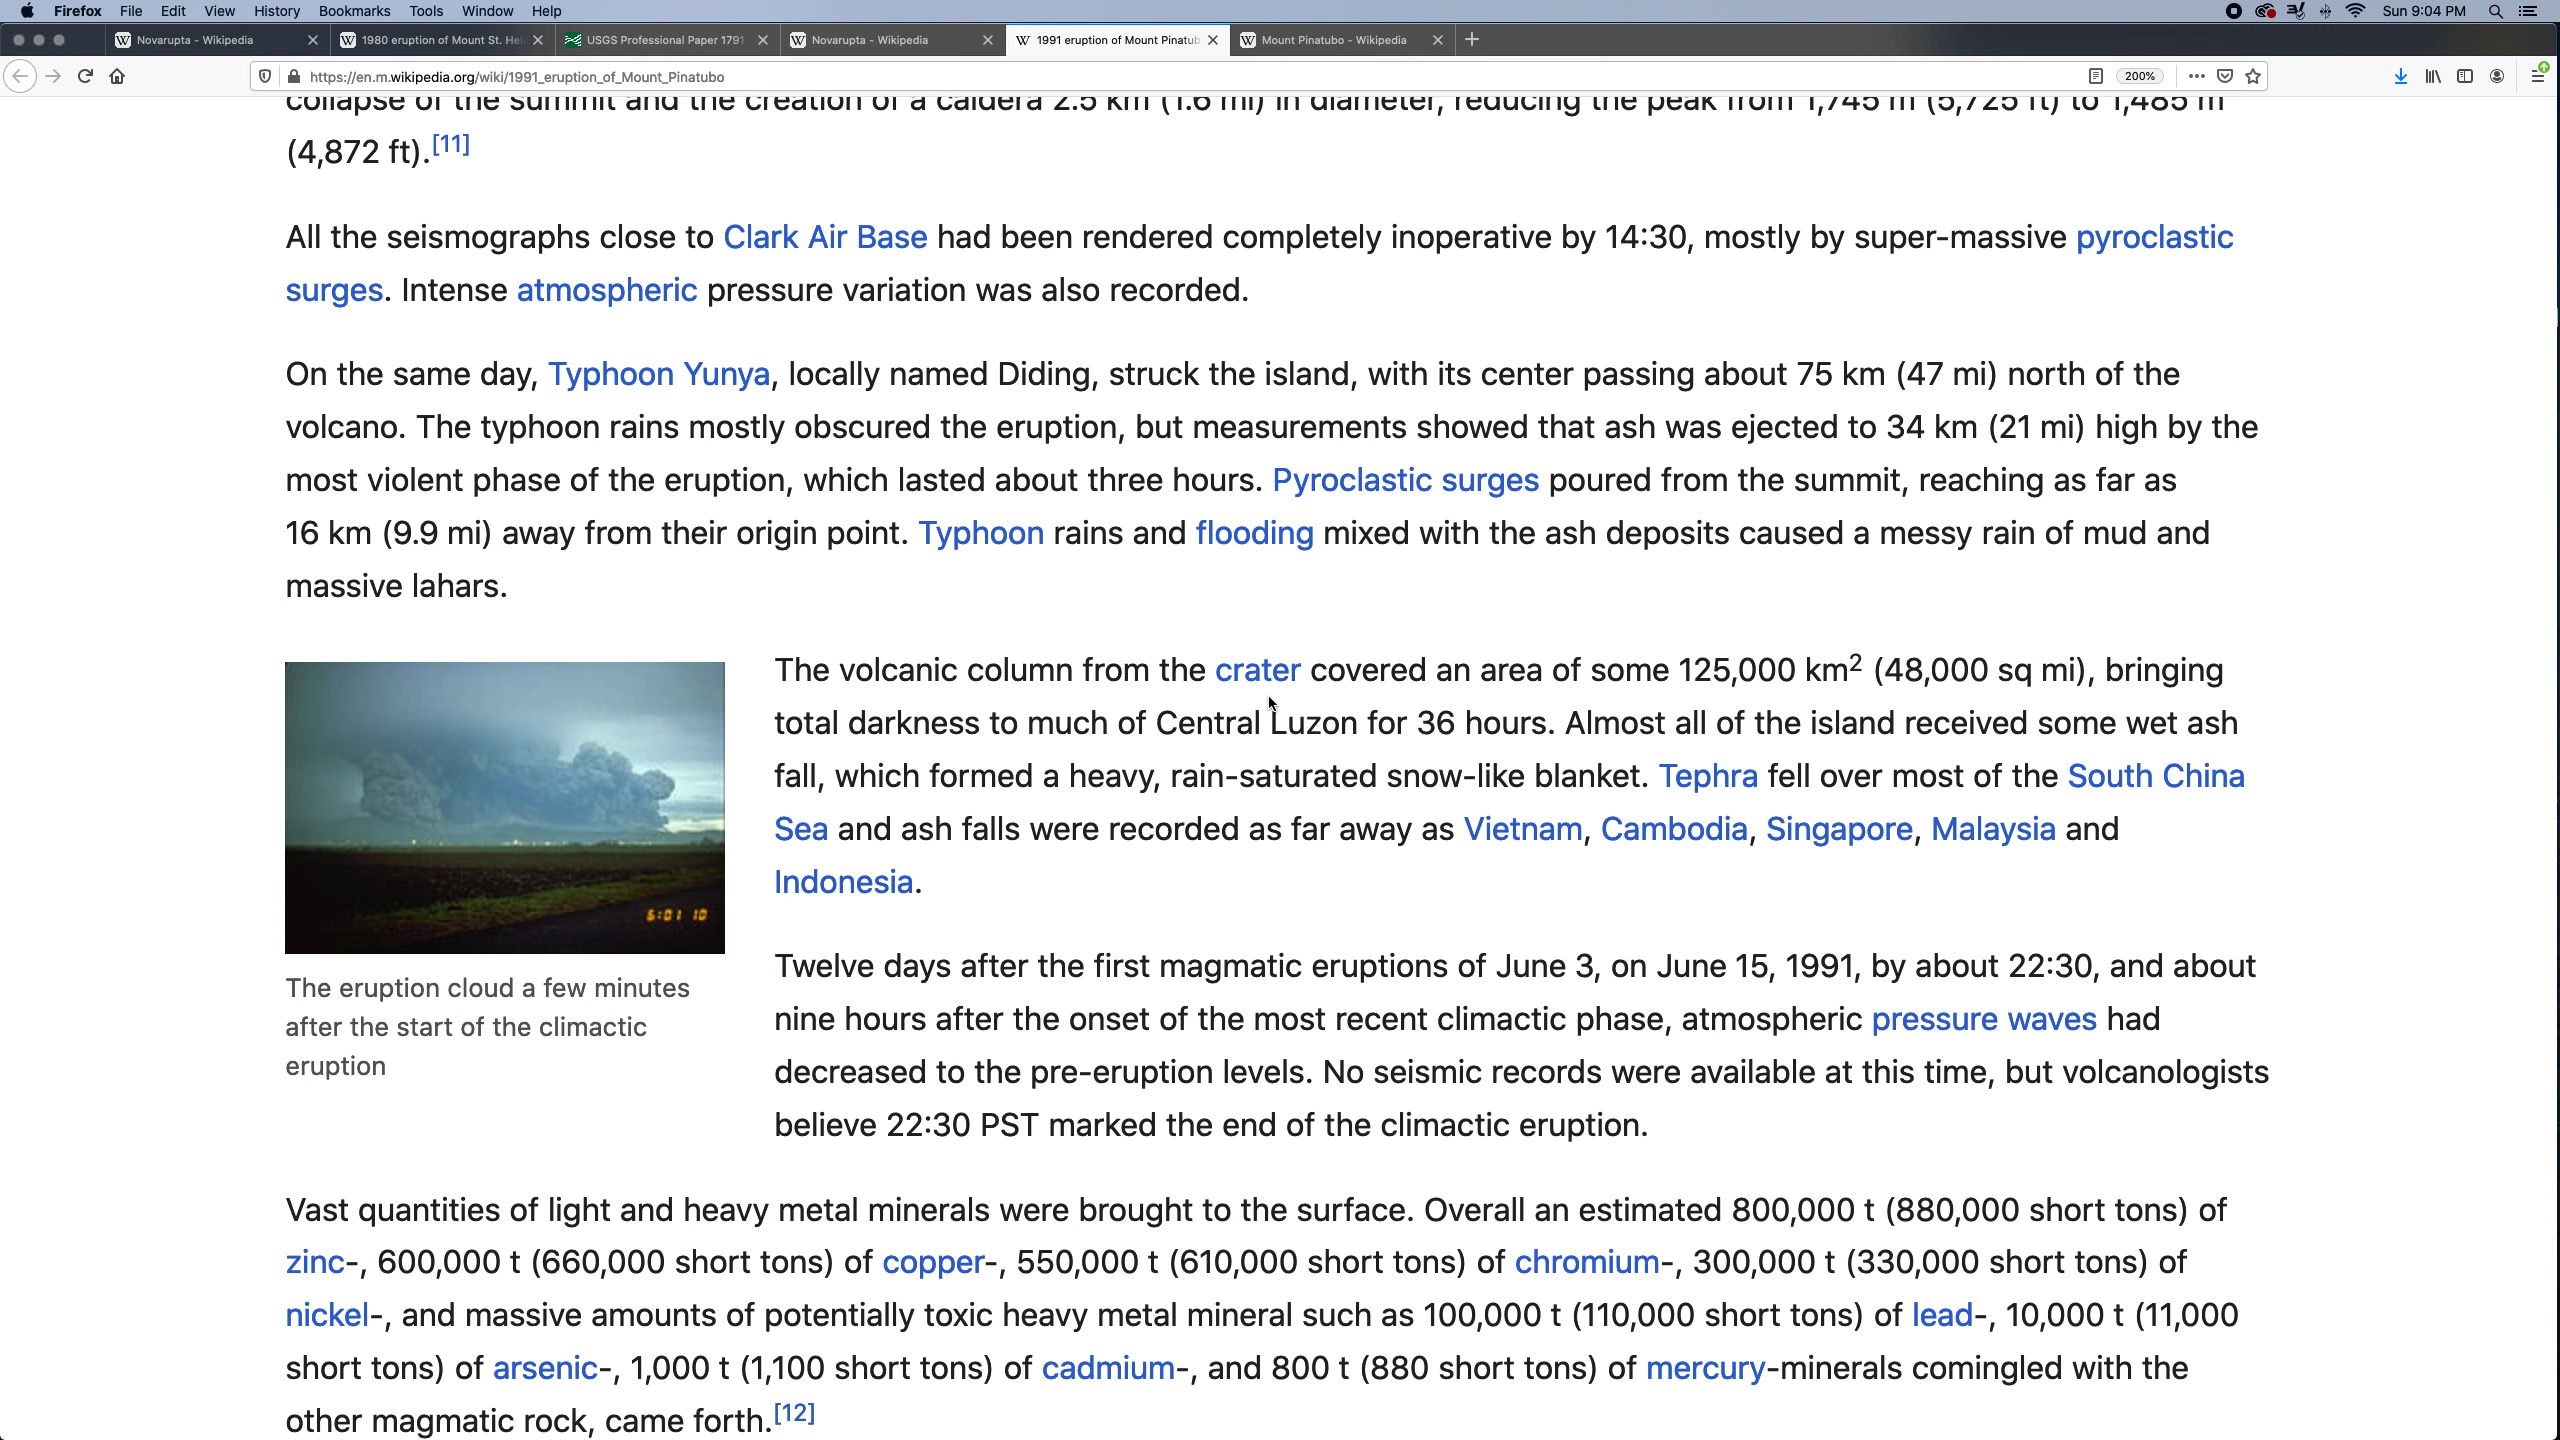 Firefox File Edit View History Bookmarks Tools Window Help Sun 9:04 PM
Novarupta - Wikipedia 1980 eruption of Mount St. Hel USGS Professional Paper 1791 Novarupta - Wikipedia 1991 eruption of Mount Pinatub Mount Pinatubo - Wikipedia
https://en.m.wikipedia.org/wiki/1991_eruption_of_Mount_Pinatubo 200%
collapse of the summit and the creation of a caldera 2.5 km (1.6 mi) in diameter, reducing the peak from 1,745 m (5,725 ft) to 1,485 m
(4,872 ft).[11]
All the seismographs close to Clark Air Base had been rendered completely inoperative by 14:30, mostly by super-massive pyroclastic
surges. Intense atmospheric pressure variation was also recorded.
On the same day, Typhoon Yunya, locally named Diding, struck the island, with its center passing about 75 km (47 mi) north of the
volcano. The typhoon rains mostly obscured the eruption, but measurements showed that ash was ejected to 34 km (21 mi) high by the
most violent phase of the eruption, which lasted about three hours. Pyroclastic surges poured from the summit, reaching as far as
16 km (9.9 mi) away from their origin point. Typhoon rains and flooding mixed with the ash deposits caused a messy rain of mud and
massive lahars.
The volcanic column from the crater covered an area of some 125,000 km² (48,000 sq mi), bringing
total darkness to much of Central Luzon for 36 hours. Almost all of the island received some wet ash
fall, which formed a heavy, rain-saturated snow-like blanket. Tephra fell over most of the South China
Sea and ash falls were recorded as far away as Vietnam, Cambodia, Singapore, Malaysia and
Indonesia.
6:01 10
The eruption cloud a few minutes
after the start of the climactic
eruption
Twelve days after the first magmatic eruptions of June 3, on June 15, 1991, by about 22:30, and about
nine hours after the onset of the most recent climactic phase, atmospheric pressure waves had
decreased to the pre-eruption levels. No seismic records were available at this time, but volcanologists
believe 22:30 PST marked the end of the climactic eruption.
Vast quantities of light and heavy metal minerals were brought to the surface. Overall an estimated 800,000 t (880,000 short tons) of
zinc-, 600,000 t (660,000 short tons) of copper-, 550,000 t (610,000 short tons) of chromium-, 300,000 t (330,000 short tons) of
nickel-, and massive amounts of potentially toxic heavy metal mineral such as 100,000 t (110,000 short tons) of lead-, 10,000 t (11,000
short tons) of arsenic-, 1,000 t (1,100 short tons) of cadmium-, and 800 t (880 short tons) of mercury-minerals comingled with the
other magmatic rock, came forth.[12]